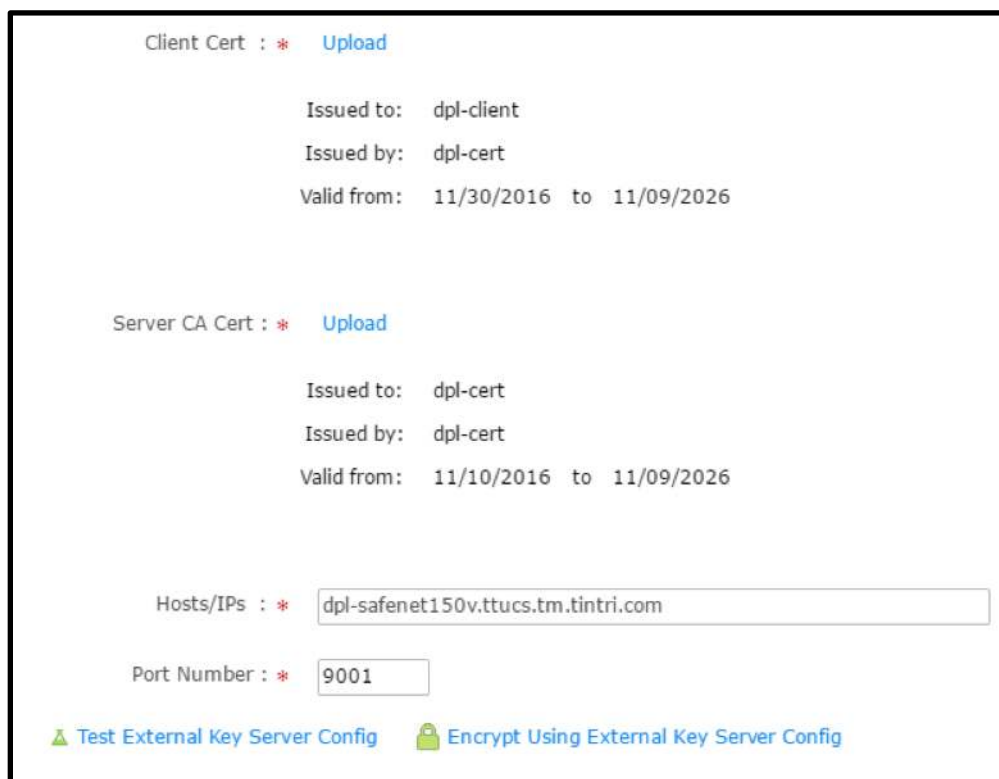 Client Cert : * Upload
Issued to: dpl-client
Issued by: dpl-cert
Valid from: 11/30/2016 to 11/09/2026
Server CA Cert : * Upload
Issued to: dpl-cert
Issued by: dpl-cert
Valid from: 11/10/2016 to 11/09/2026
Hosts/IPs : * dpl-safenet150v.ttucs.tm.tintri.com
Port Number : * 9001
Test External Key Server Config Encrypt Using External Key Server Config